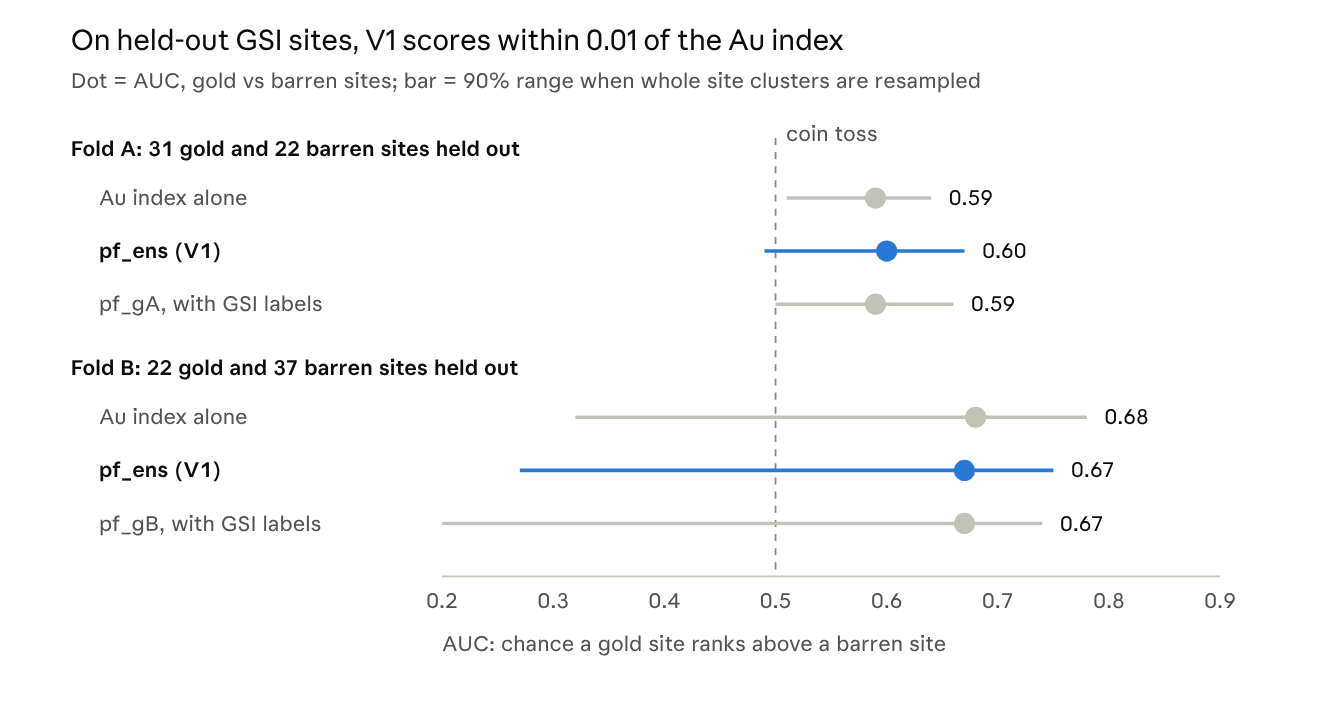 On held-out GSI sites, V1 scores within 0.01 of the Au index
Dot = AUC, gold vs barren sites; bar = 90% range when whole site clusters are resampled
coin toss
Fold A: 31 gold and 22 barren sites held out
Au index alone 0.59
pf_ens (V1) 0.60
pf_gA, with GSI labels 0.59
Fold B: 22 gold and 37 barren sites held out
Au index alone 0.68
pf_ens (V1) 0.67
pf_gB, with GSI labels 0.67
0.2 0.3 0.4 0.5 0.6 0.7 0.8 0.9
AUC: chance a gold site ranks above a barren site